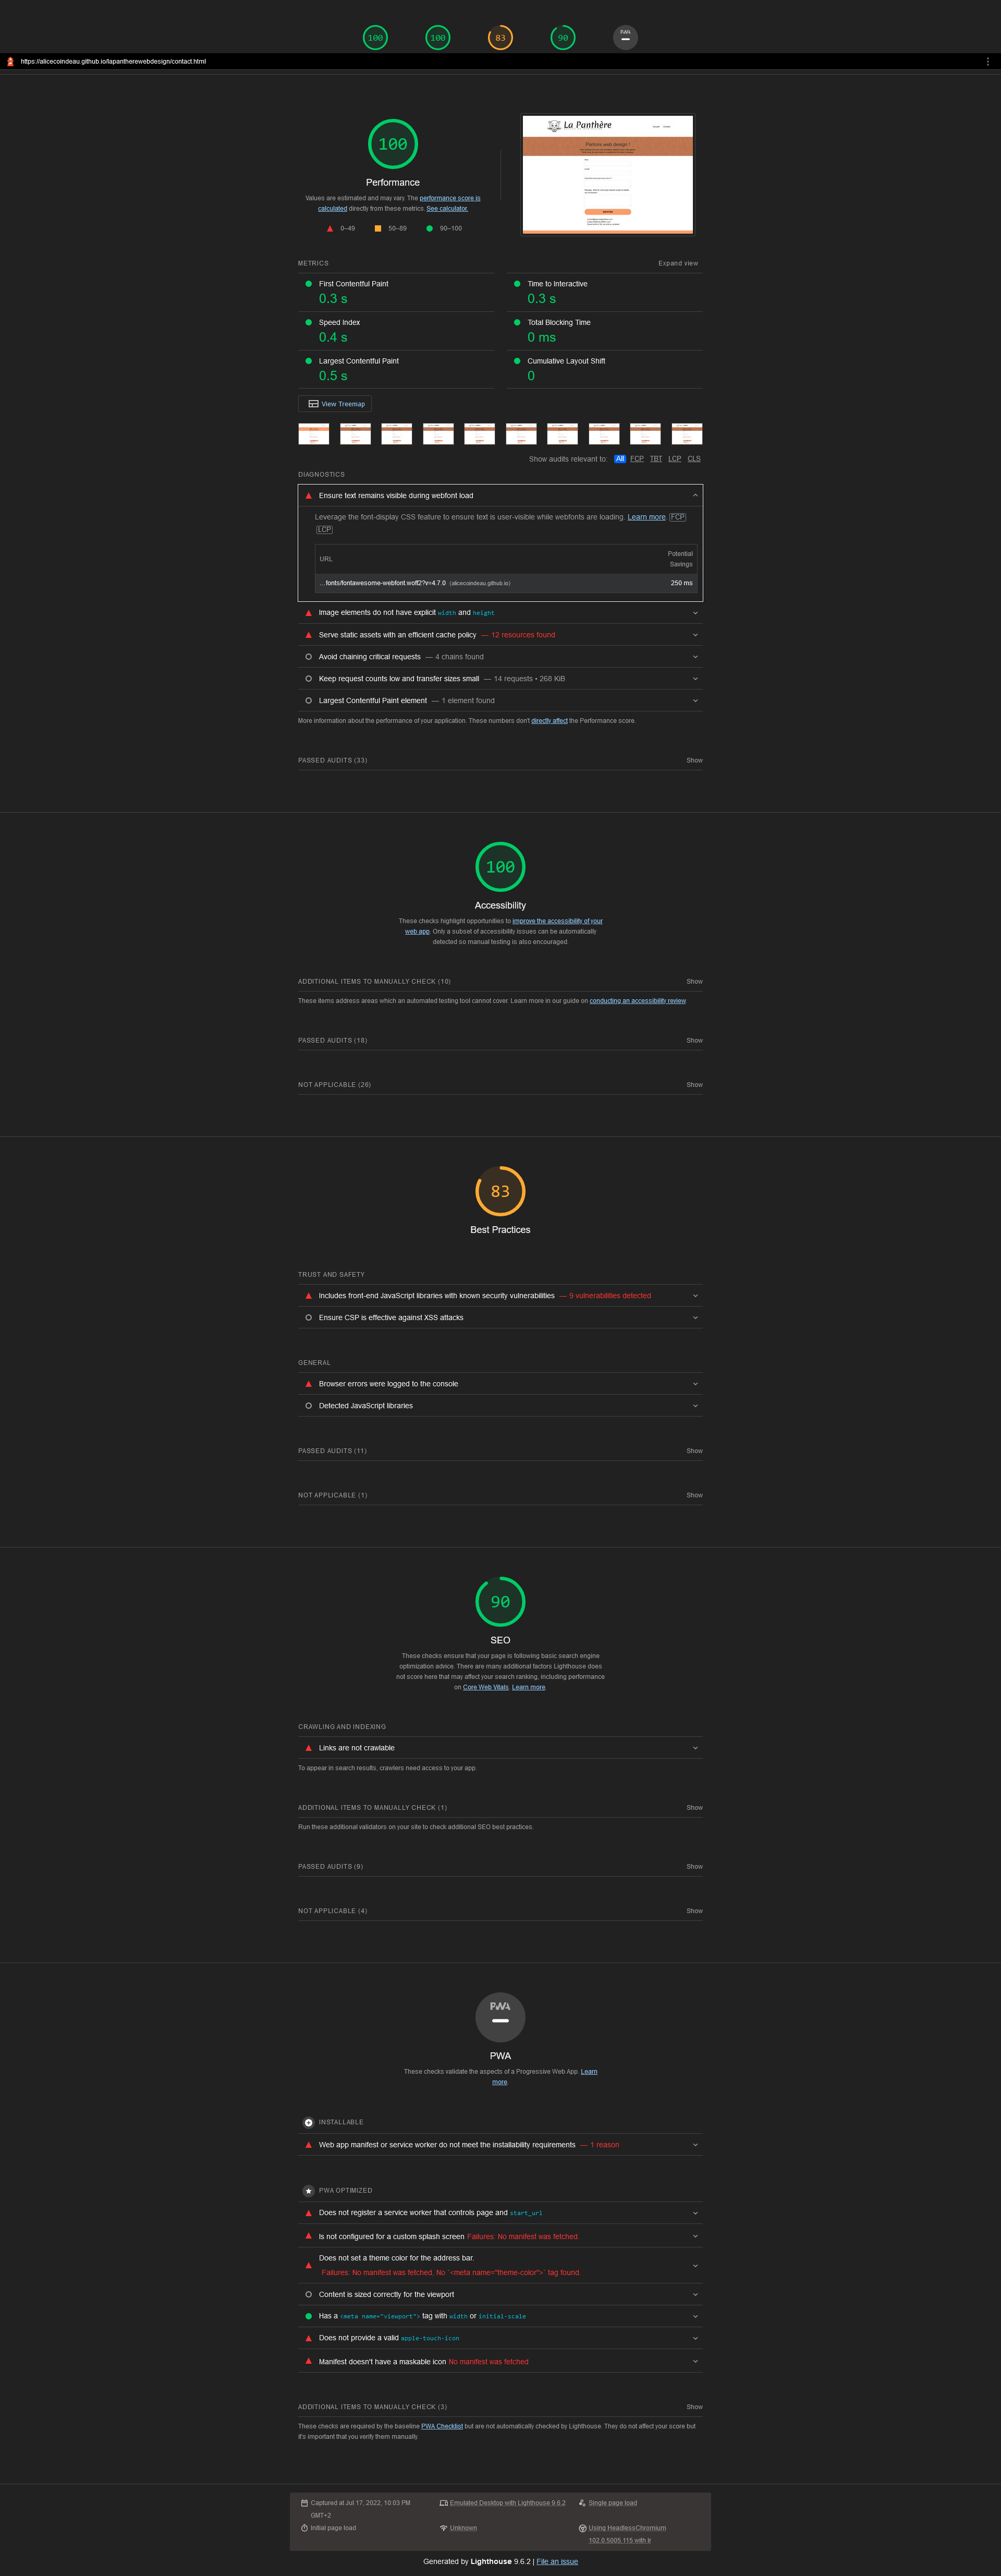 100
100
83
90
PWA
https://alicecoindeau.github.io/lapantherewebdesign/contact.html
100
Performance
Values are estimated and may vary. The performance score is
calculated directly from these metrics. See calculator.
0–49
50–89
90–100
La Panthère
Parlons web design !
METRICS
Expand view
First Contentful Paint
0.3 s
Time to Interactive
0.3 s
Speed Index
0.4 s
Total Blocking Time
0 ms
Largest Contentful Paint
0.5 s
Cumulative Layout Shift
0
View Treemap
Show audits relevant to: All FCP TBT LCP CLS
DIAGNOSTICS
Ensure text remains visible during webfont load
Leverage the font-display CSS feature to ensure text is user-visible while webfonts are loading. Learn more. FCP
LCP
URL
Potential
Savings
…fonts/fontawesome-webfont.woff2?v=4.7.0 (alicecoindeau.github.io)
250 ms
Image elements do not have explicit width and height
Serve static assets with an efficient cache policy — 12 resources found
Avoid chaining critical requests — 4 chains found
Keep request counts low and transfer sizes small — 14 requests • 268 KiB
Largest Contentful Paint element — 1 element found
More information about the performance of your application. These numbers don't directly affect the Performance score.
PASSED AUDITS (33)
Show
100
Accessibility
These checks highlight opportunities to improve the accessibility of your
web app. Only a subset of accessibility issues can be automatically
detected so manual testing is also encouraged.
ADDITIONAL ITEMS TO MANUALLY CHECK (10)
Show
These items address areas which an automated testing tool cannot cover. Learn more in our guide on conducting an accessibility review.
PASSED AUDITS (18)
Show
NOT APPLICABLE (26)
Show
83
Best Practices
TRUST AND SAFETY
Includes front-end JavaScript libraries with known security vulnerabilities — 9 vulnerabilities detected
Ensure CSP is effective against XSS attacks
GENERAL
Browser errors were logged to the console
Detected JavaScript libraries
PASSED AUDITS (11)
Show
NOT APPLICABLE (1)
Show
90
SEO
These checks ensure that your page is following basic search engine
optimization advice. There are many additional factors Lighthouse does
not score here that may affect your search ranking, including performance
on Core Web Vitals. Learn more.
CRAWLING AND INDEXING
Links are not crawlable
To appear in search results, crawlers need access to your app.
ADDITIONAL ITEMS TO MANUALLY CHECK (1)
Show
Run these additional validators on your site to check additional SEO best practices.
PASSED AUDITS (9)
Show
NOT APPLICABLE (4)
Show
PWA
PWA
These checks validate the aspects of a Progressive Web App. Learn
more.
INSTALLABLE
Web app manifest or service worker do not meet the installability requirements — 1 reason
PWA OPTIMIZED
Does not register a service worker that controls page and start_url
Is not configured for a custom splash screen Failures: No manifest was fetched.
Does not set a theme color for the address bar.
Failures: No manifest was fetched, No `<meta name="theme-color">` tag found.
Content is sized correctly for the viewport
Has a <meta name="viewport"> tag with width or initial-scale
Does not provide a valid apple-touch-icon
Manifest doesn't have a maskable icon No manifest was fetched
ADDITIONAL ITEMS TO MANUALLY CHECK (3)
Show
These checks are required by the baseline PWA Checklist but are not automatically checked by Lighthouse. They do not affect your score but
it's important that you verify them manually.
Captured at Jul 17, 2022, 10:03 PM
GMT+2
Emulated Desktop with Lighthouse 9.6.2
Single page load
Initial page load
Unknown
Using HeadlessChromium
102.0.5005.115 with lr
Generated by Lighthouse 9.6.2 | File an issue